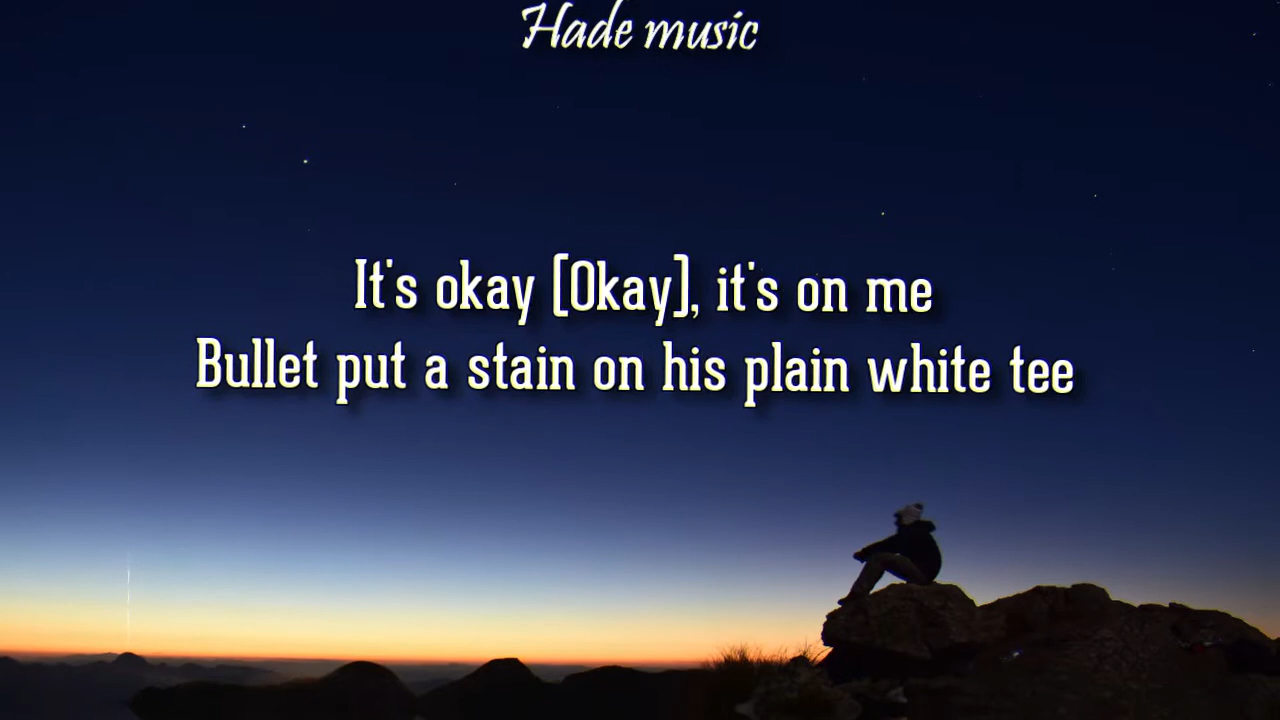 Hade music
It's okay (Okay), it's on me
Bullet put a stain on his plain white tee